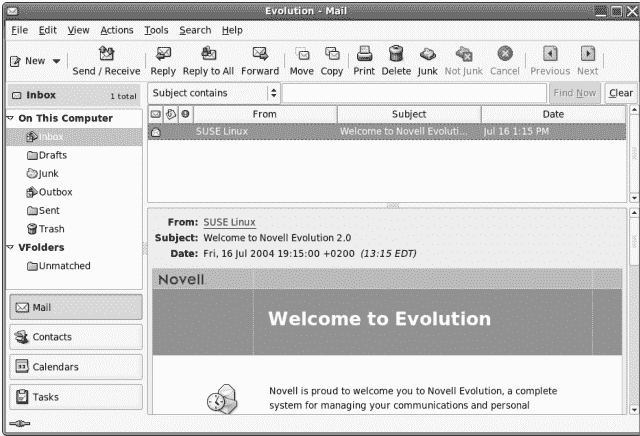 Evolution - Mail
File Edit View Actions Tools Search Help
New Send / Receive Reply Reply to All Forward Move Copy Print Delete Junk Not Junk Cancel Previous Next
Inbox 1 total
Subject contains Find Now Clear
On This Computer
Inbox
Drafts
Junk
Outbox
Sent
Trash
VFolders
Unmatched
Mail
Contacts
Calendars
Tasks
From Subject Date
SUSE Linux Welcome to Novell Evoluti... Jul 16 1:15 PM
From: SUSE Linux
Subject: Welcome to Novell Evolution 2.0
Date: Fri, 16 Jul 2004 19:15:00 +0200 (13:15 EDT)
Novell
Welcome to Evolution
Novell is proud to welcome you to Novell Evolution, a complete
system for managing your communications and personal